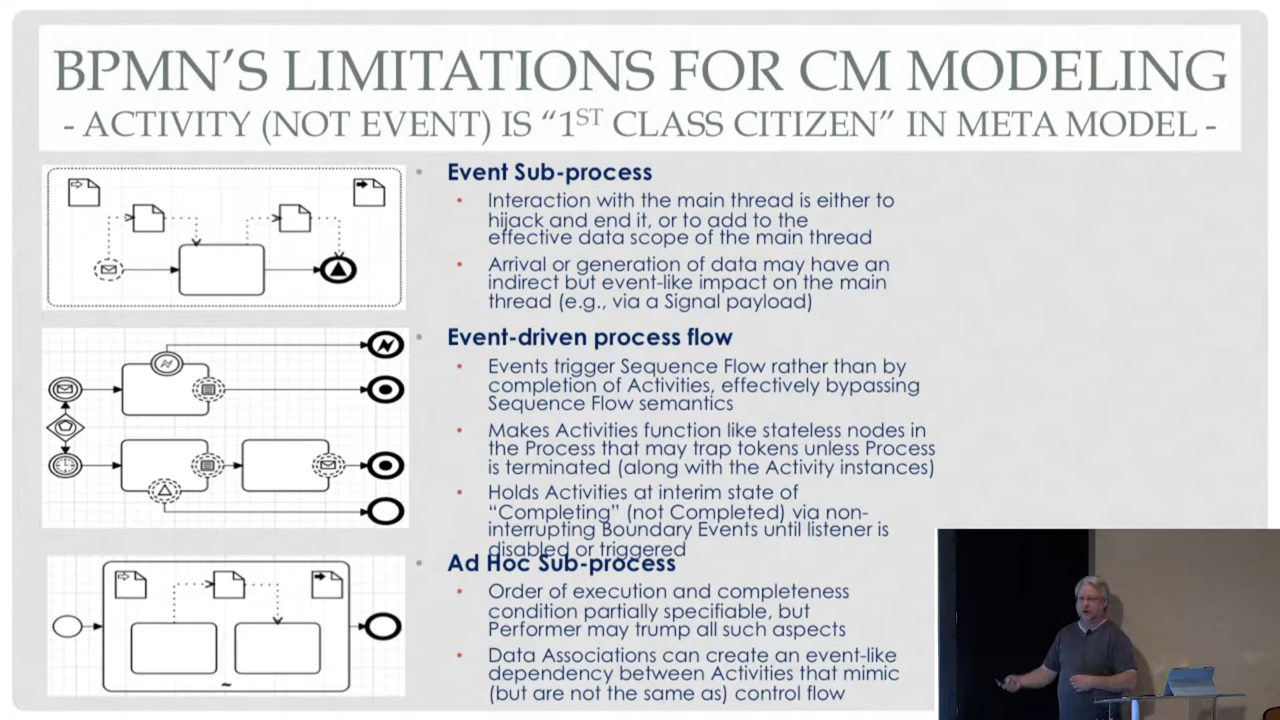 BPMN'S LIMITATIONS FOR CM MODELING
- ACTIVITY (NOT EVENT) IS "1ST CLASS CITIZEN" IN META MODEL -
• Event Sub-process
• Interaction with the main thread is either to
hijack and end it, or to add to the
effective data scope of the main thread
• Arrival or generation of data may have an
indirect but event-like impact on the main
thread (e.g., via a Signal payload)
• Event-driven process flow
• Events trigger Sequence Flow rather than by
completion of Activities, effectively bypassing
Sequence Flow semantics
• Makes Activities function like stateless nodes in
the Process that may trap tokens unless Process
is terminated (along with the Activity instances)
• Holds Activities at interim state of
"Completing" (not Completed) via non-
interrupting Boundary Events until listener is
disabled or triggered
• Ad Hoc Sub-process
• Order of execution and completeness
condition partially specifiable, but
Performer may trump all such aspects
• Data Associations can create an event-like
dependency between Activities that mimic
(but are not the same as) control flow